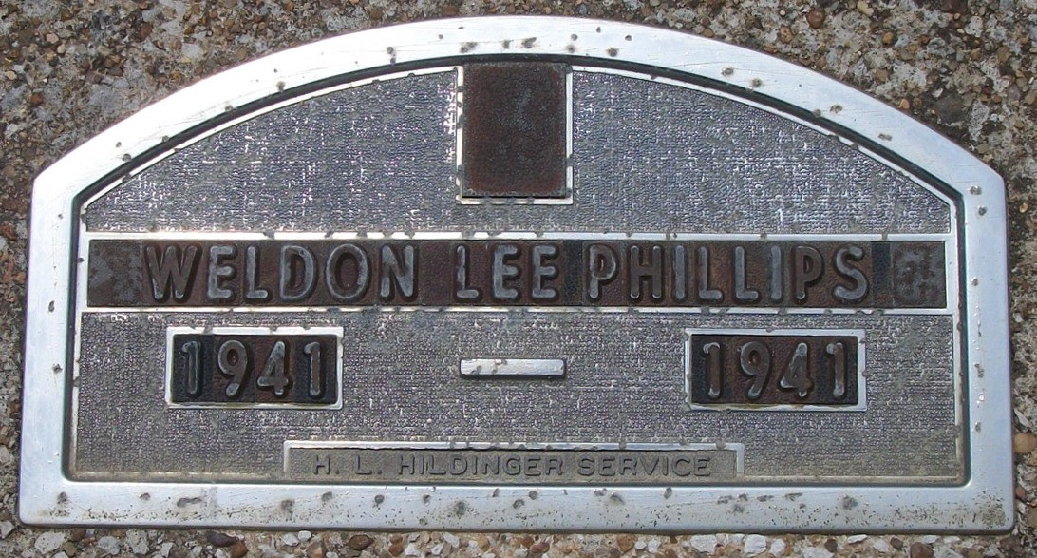 WELDON LEE PHILLIPS
1941 — 1941
H. L. HILDINGER SERVICE